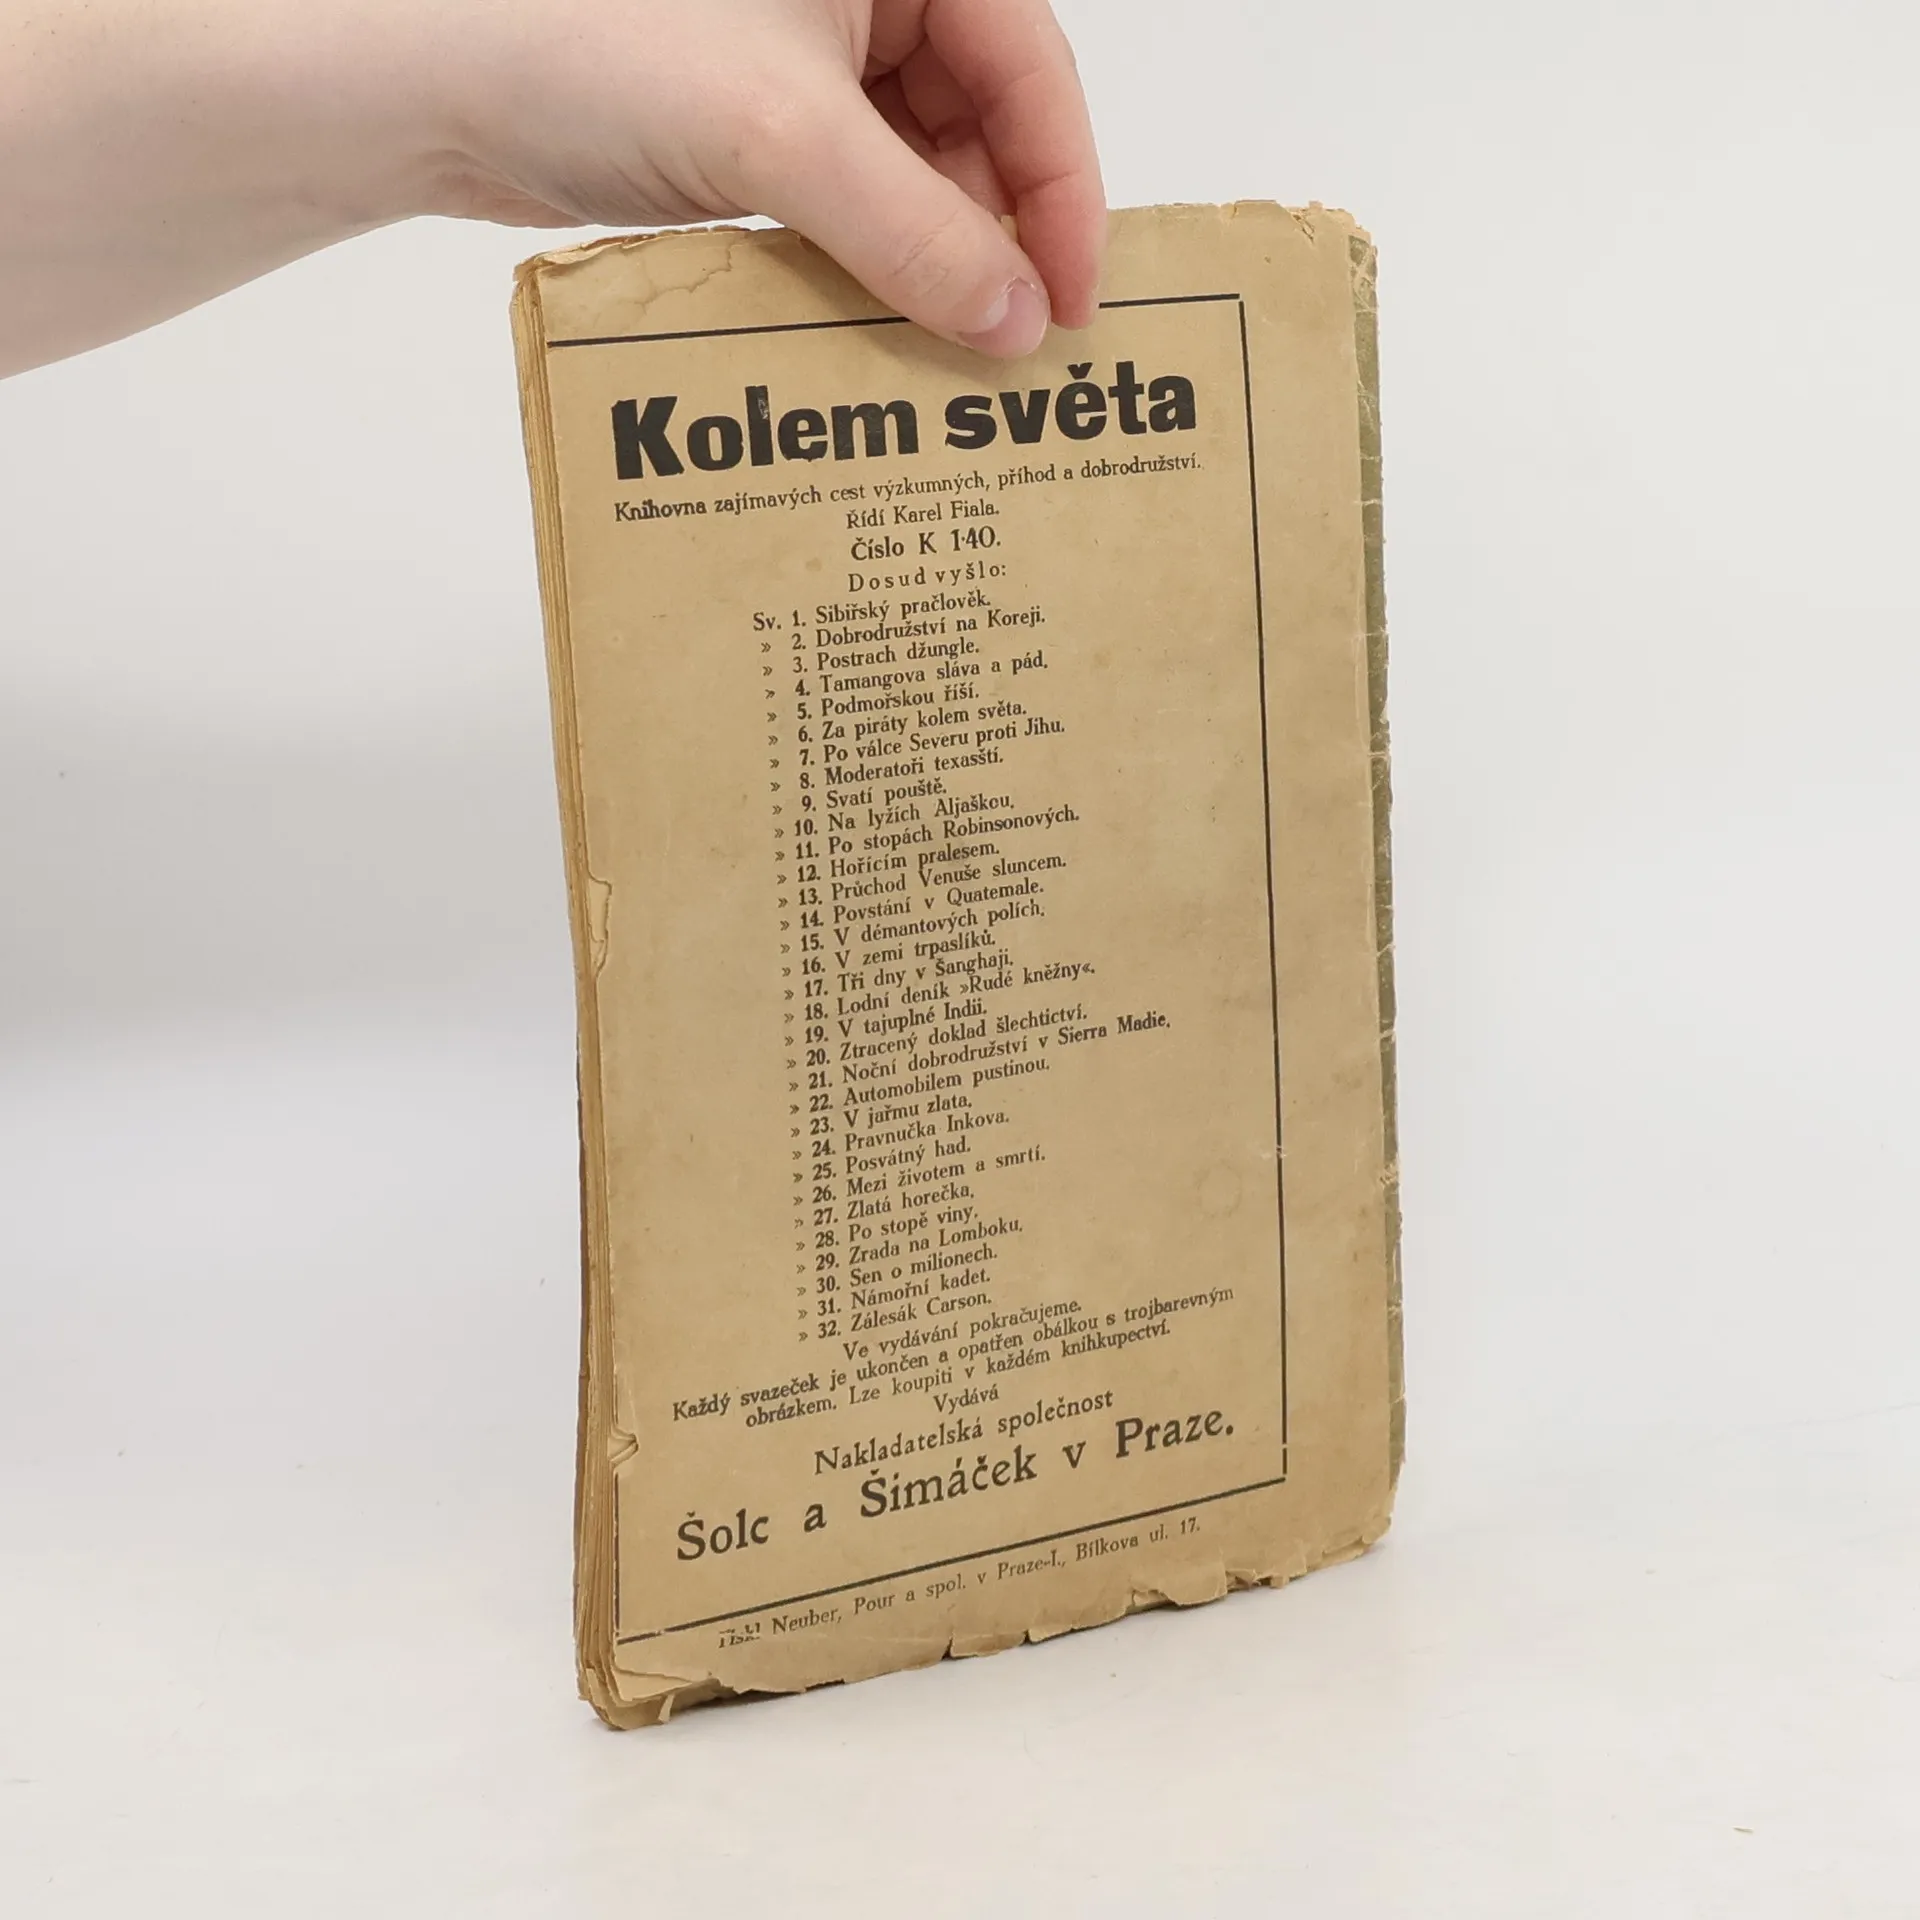 Kolem světa
Knihovna zajímavých cest výzkumných, příhod a dobrodružství.
Řídí Karel Fiala.
Číslo K 1·40.
Dosud vyšlo:
Sv. 1. Sibiřský pračlověk.
» 2. Dobrodružství na Koreji.
» 3. Postrach džungle.
» 4. Tamangova sláva a pád.
» 5. Podmořskou říší.
» 6. Za piráty kolem světa.
» 7. Po válce Severu proti Jihu.
» 8. Moderatoři texasští.
» 9. Svatí pouště.
» 10. Na lyžích Aljaškou.
» 11. Po stopách Robinsonových.
» 12. Hořícím pralesem.
» 13. Průchod Venuše sluncem.
» 14. Povstání v Quatemale.
» 15. V démantových polích.
» 16. V zemi trpaslíků.
» 17. Tři dny v Šanghaji.
» 18. Lodní deník »Rudé kněžny«.
» 19. V tajuplné Indii.
» 20. Ztracený doklad šlechtictví.
» 21. Noční dobrodružství v Sierra Madie.
» 22. Automobilem pustinou.
» 23. V jařmu zlata.
» 24. Pravnučka Inkova.
» 25. Posvátný had.
» 26. Mezi životem a smrtí.
» 27. Zlatá horečka.
» 28. Po stopě viny.
» 29. Zrada na Lomboku.
» 30. Sen o milionech.
» 31. Námořní kadet.
» 32. Zálesák Carson.
Ve vydávání pokračujeme.
Každý svazeček je ukončen a opatřen obálkou s trojbarevným
obrázkem. Lze koupiti v každém knihkupectví.
Vydává
Nakladatelská společnost
Šolc a Šimáček v Praze.
Tiskl Neuber, Pour a spol. v Praze-I., Bílkova ul. 17.